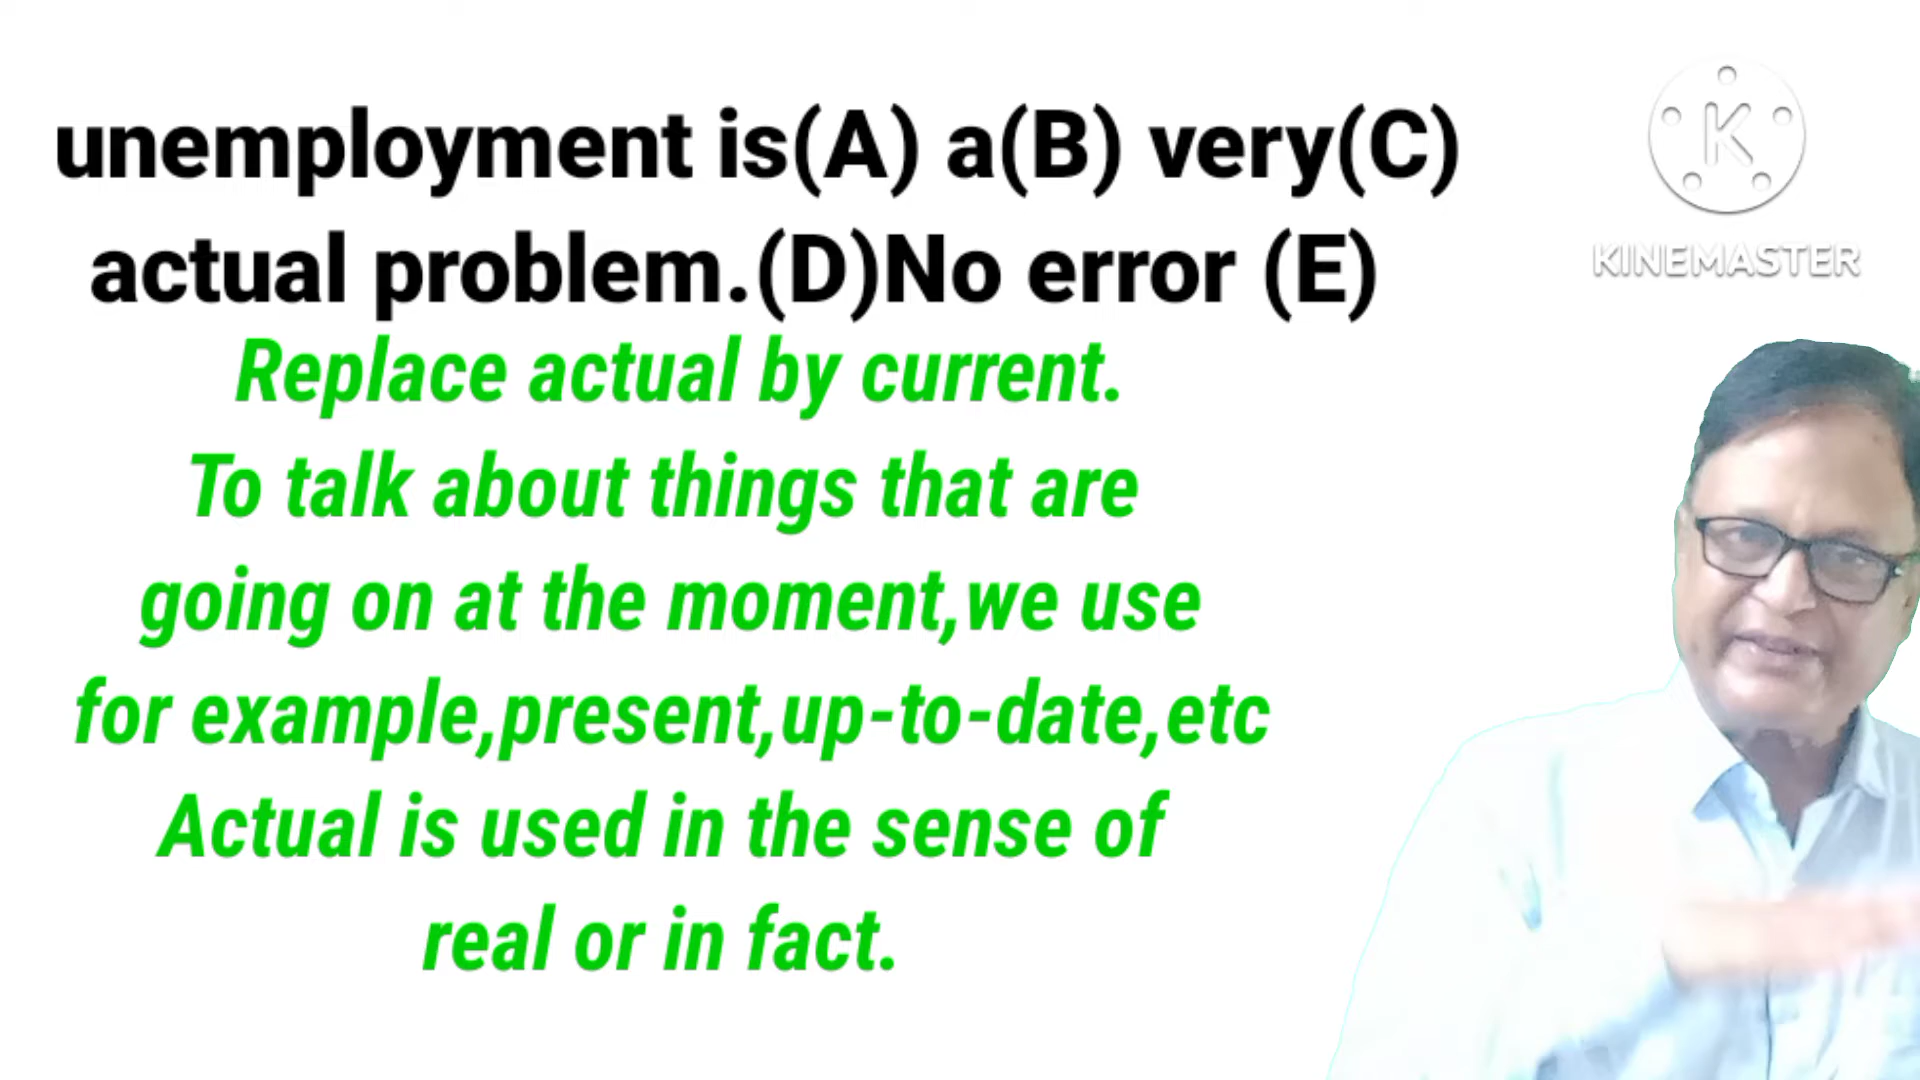 unemployment is(A) a(B) very(C)
actual problem.(D)No error (E)
Replace actual by current.
To talk about things that are
going on at the moment,we use
for example,present,up-to-date,etc
Actual is used in the sense of
real or in fact.
K
KINEMASTER